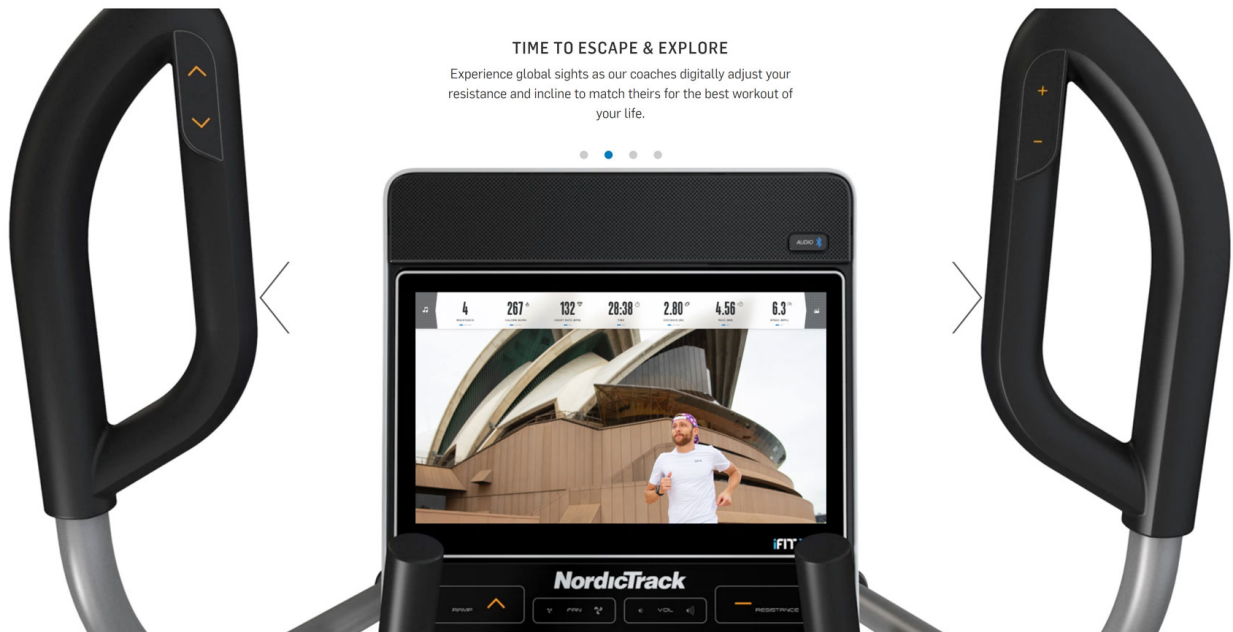 TIME TO ESCAPE & EXPLORE
Experience global sights as our coaches digitally adjust your
resistance and incline to match theirs for the best workout of
your life.
+
−
AUDIO
4 267 132 28:38 2.80 4.56 6.3
iFIT
NordicTrack
RAMP FAN VOL RESISTANCE